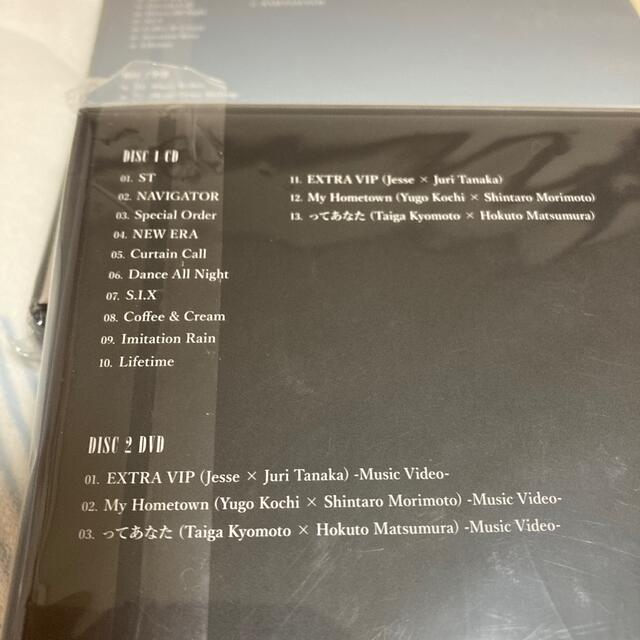 DISC 1 CD
01. ST
02. NAVIGATOR
03. Special Order
04. NEW ERA
05. Curtain Call
06. Dance All Night
07. S.I.X
08. Coffee & Cream
09. Imitation Rain
10. Lifetime
11. EXTRA VIP (Jesse × Juri Tanaka)
12. My Hometown (Yugo Kochi × Shintaro Morimoto)
13. ってあなた (Taiga Kyomoto × Hokuto Matsumura)
DISC 2 DVD
01. EXTRA VIP (Jesse × Juri Tanaka) -Music Video-
02. My Hometown (Yugo Kochi × Shintaro Morimoto) -Music Video-
03. ってあなた (Taiga Kyomoto × Hokuto Matsumura) -Music Video-